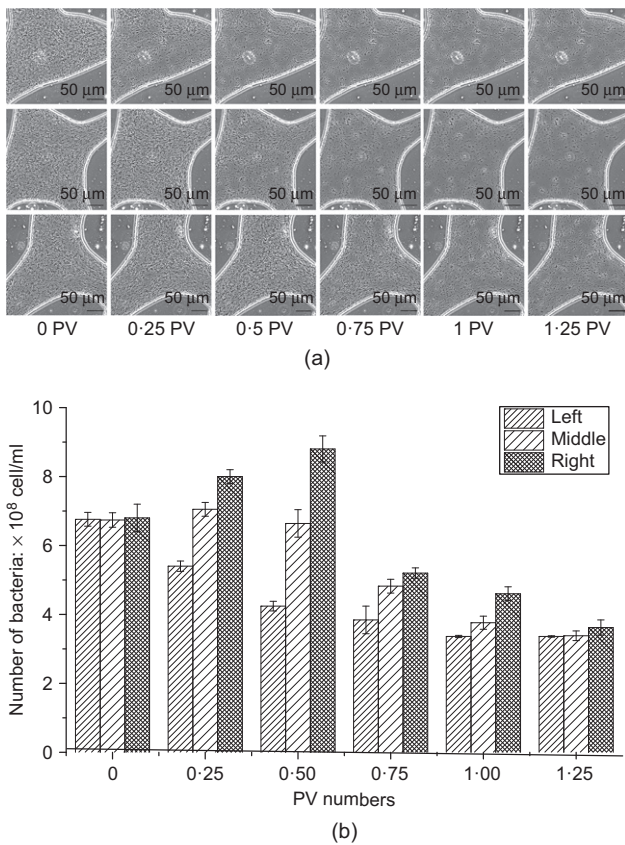 50 μm 50 μm 50 μm 50 μm 50 μm 50 μm
50 μm 50 μm 50 μm 50 μm 50 μm 50 μm
50 μm 50 μm 50 μm 50 μm 50 μm 50 μm
0 PV 0·25 PV 0·5 PV 0·75 PV 1 PV 1·25 PV
(a)
10
8
6
4
2
0
Number of bacteria: × 10⁸ cell/ml
Left
Middle
Right
0 0·25 0·50 0·75 1·00 1·25
PV numbers
(b)